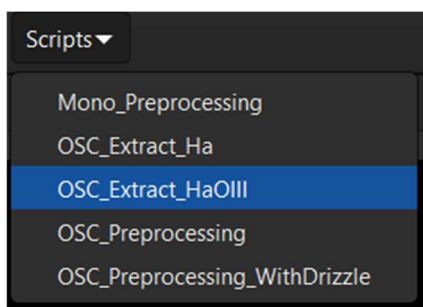 Scripts
Mono_Preprocessing
OSC_Extract_Ha
OSC_Extract_HaOIII
OSC_Preprocessing
OSC_Preprocessing_WithDrizzle